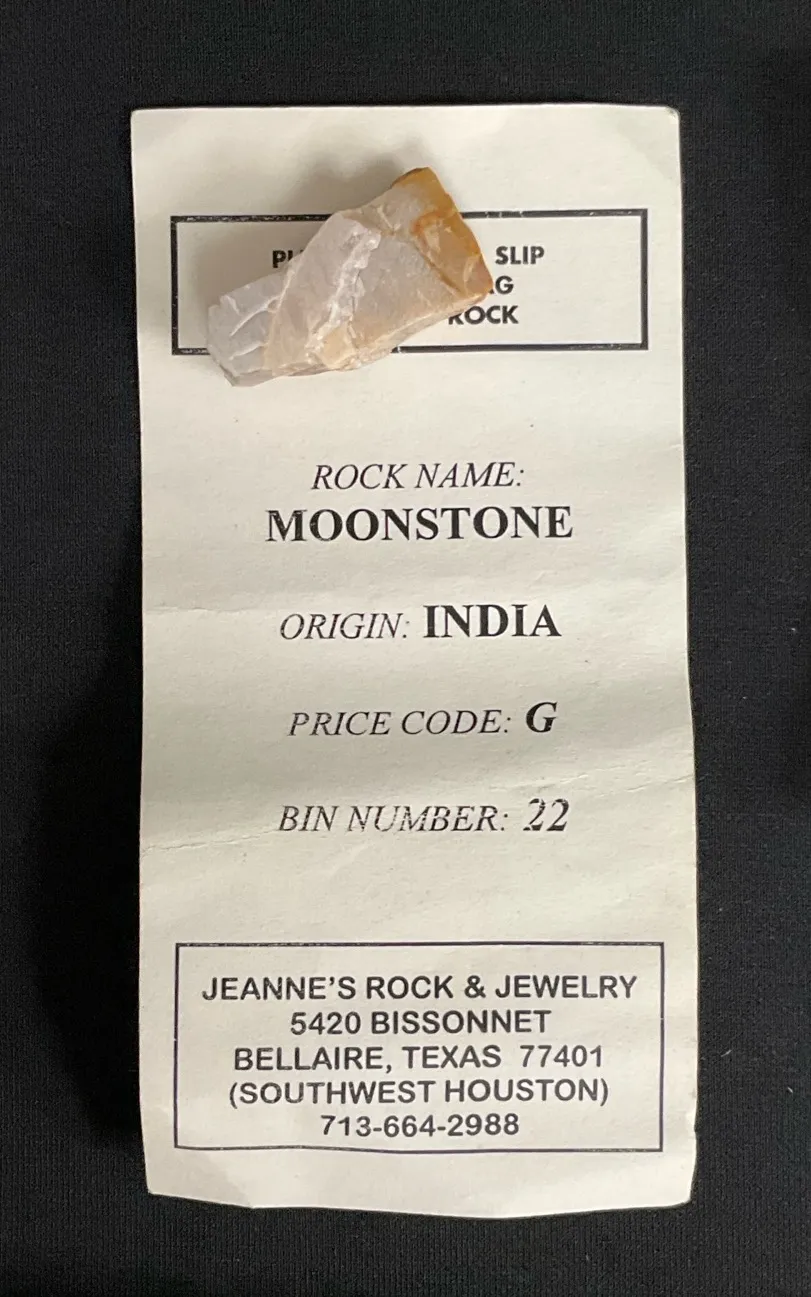 SLIP
ROCK
ROCK NAME:
MOONSTONE
ORIGIN: INDIA
PRICE CODE: G
BIN NUMBER: 22
JEANNE'S ROCK & JEWELRY
5420 BISSONNET
BELLAIRE, TEXAS 77401
(SOUTHWEST HOUSTON)
713-664-2988